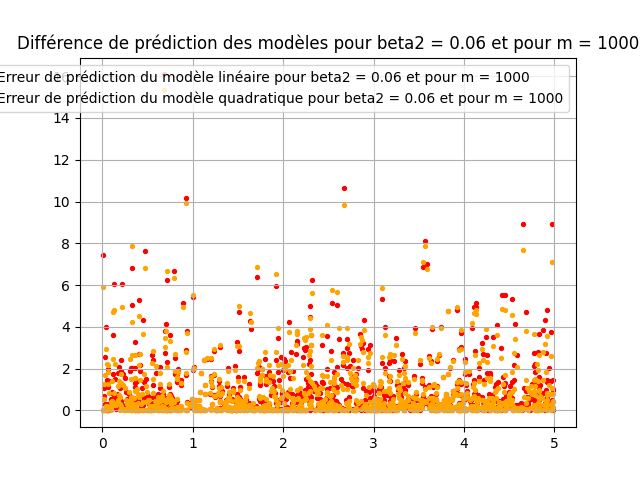 Différence de prédiction des modèles pour beta2 = 0.06 et pour m = 1000
Erreur de prédiction du modèle linéaire pour beta2 = 0.06 et pour m = 1000
Erreur de prédiction du modèle quadratique pour beta2 = 0.06 et pour m = 1000
16
14
12
10
8
6
4
2
0
0 1 2 3 4 5